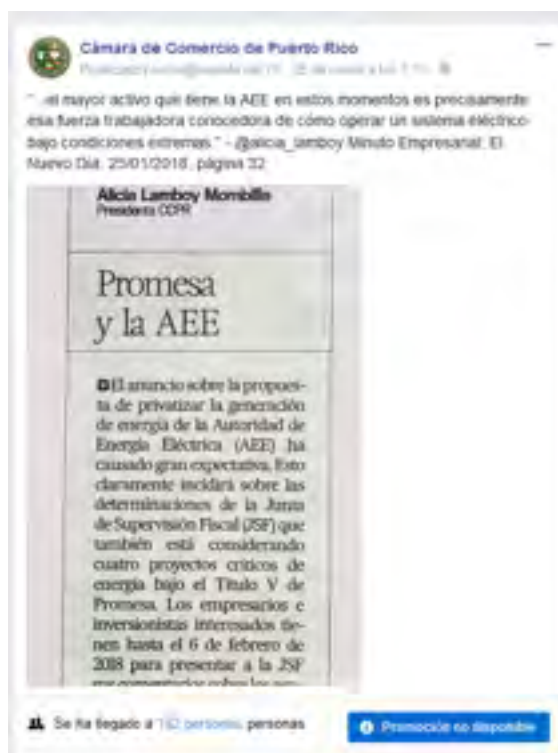 Cámara de Comercio de Puerto Rico
"...el mayor activo que tiene la AEE en estos momentos es precisamente
esa fuerza trabajadora conocedora de cómo operar un sistema eléctrico
bajo condiciones extremas." - @alicia_lamboy Minuto Empresarial, El
Nuevo Día, 25/01/2018, página 32
Alicia Lamboy Mombille
Presidenta CCPR
Promesa
y la AEE
El anuncio sobre la propues-
ta de privatizar la generación
de energía de la Autoridad de
Energía Eléctrica (AEE) ha
causado gran expectativa. Esto
claramente incidirá sobre las
determinaciones de la Junta
de Supervisión Fiscal (JSF) que
también está considerando
cuatro proyectos críticos de
energía bajo el Título V de
Promesa. Los empresarios e
inversionistas interesados tie-
nen hasta el 6 de febrero de
2018 para presentar a la JSF
sus comentarios sobre los
Se ha llegado a personas personas
Promoción no disponible